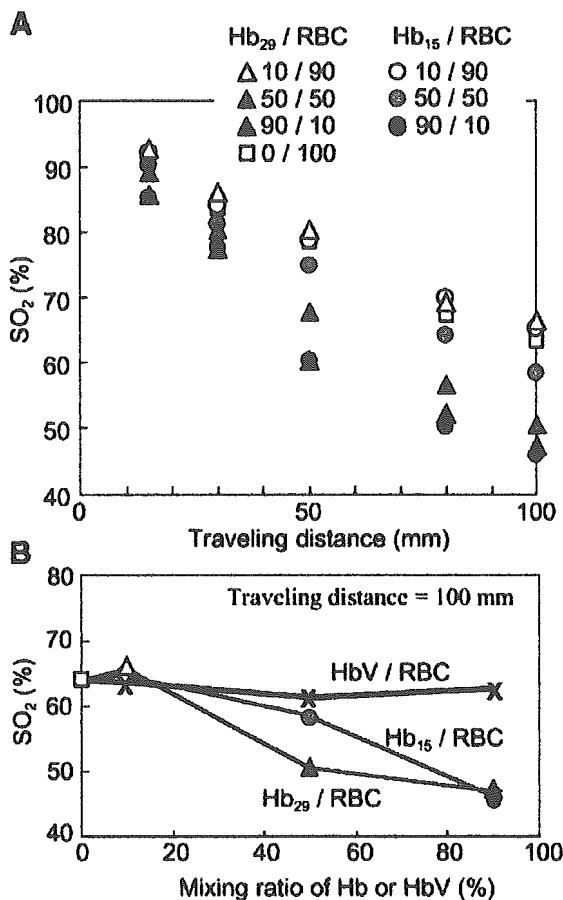 A
Hb29 / RBC Hb15 / RBC
10 / 90 10 / 90
50 / 50 50 / 50
90 / 10 90 / 10
0 / 100
100
90
80
70
60
50
40
SO2 (%)
0 50 100
Traveling distance (mm)
B
80
70
60
50
40
SO2 (%)
Traveling distance = 100 mm
HbV / RBC
Hb15 / RBC
Hb29 / RBC
0 20 40 60 80 100
Mixing ratio of Hb or HbV (%)